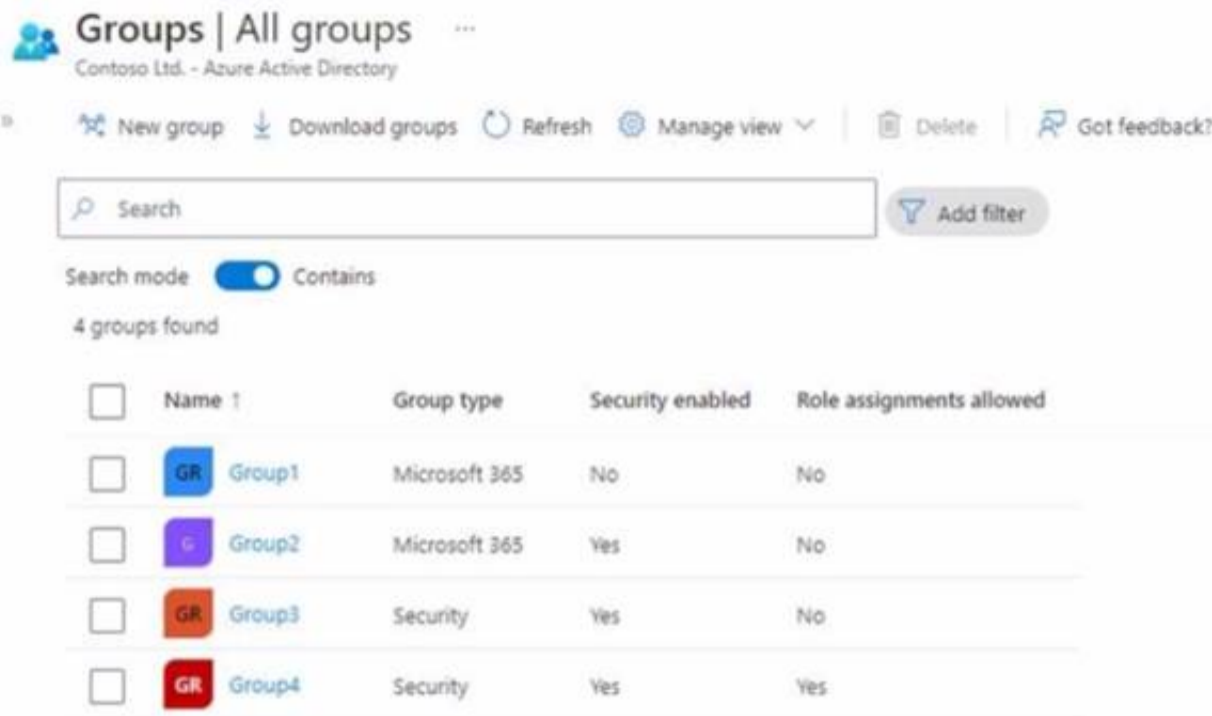 Groups | All groups ...
Contoso Ltd. - Azure Active Directory
» New group Download groups Refresh Manage view Delete Got feedback?
Search Add filter
Search mode Contains
4 groups found
Name ↑ Group type Security enabled Role assignments allowed
GR Group1 Microsoft 365 No No
G Group2 Microsoft 365 Yes No
GR Group3 Security Yes No
GR Group4 Security Yes Yes